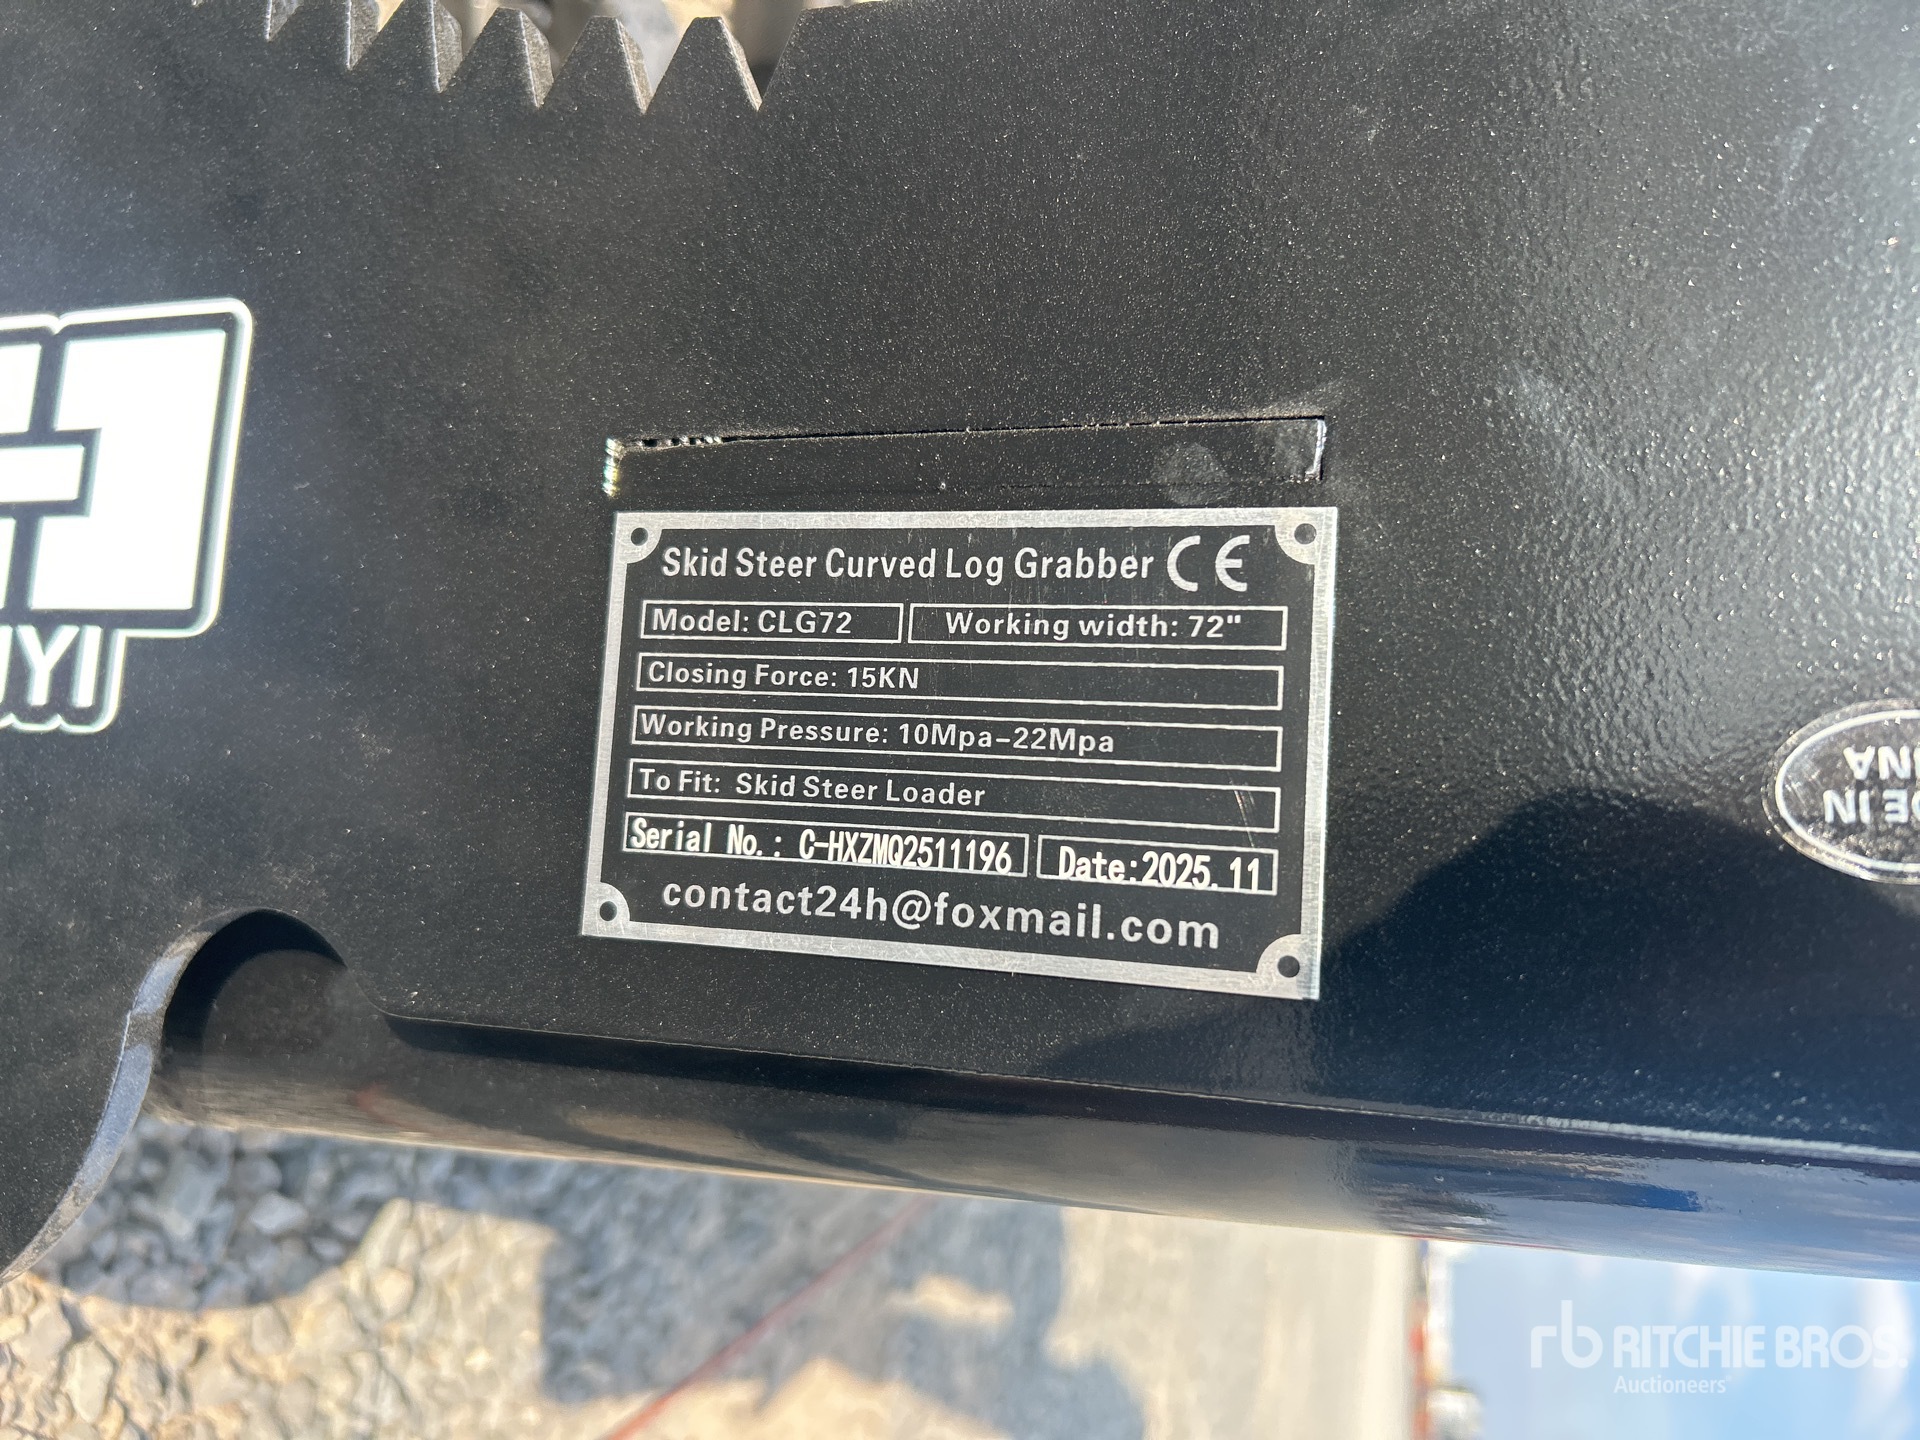 Skid Steer Curved Log Grabber CE
Model: CLG72
Working width: 72"
Closing Force: 15KN
Working Pressure: 10Mpa-22Mpa
To Fit: Skid Steer Loader
Serial No.: C-HXZMQ2511196
Date:2025.11
contact24h@foxmail.com
rb RITCHIE BROS.
Auctioneers